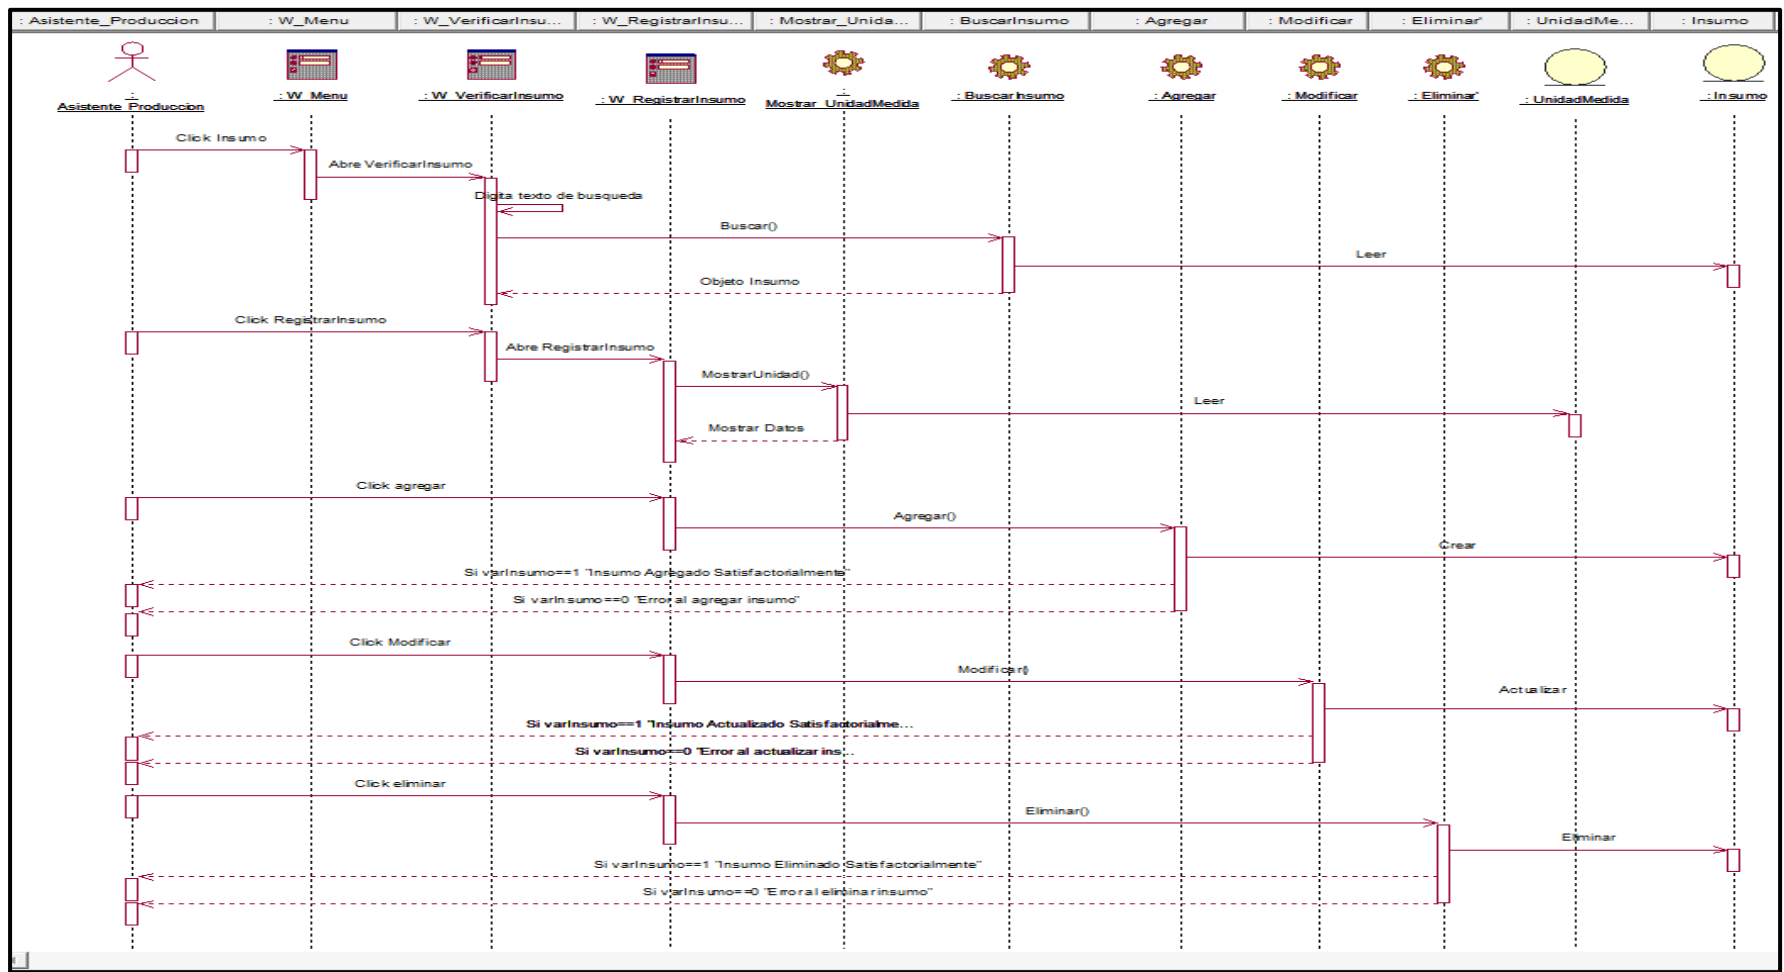 : Asistente_Produccion
: W_Menu
: W_VerificarInsu...
: W_RegistrarInsu...
: Mostrar_Unida...
: BuscarInsumo
: Agregar
: Modificar
: Eliminar'
: UnidadMe...
: Insumo
:
Asistente_Produccion
: W_Menu
: W_VerificarInsumo
: W_RegistrarInsumo
:
Mostrar_UnidadMedida
: BuscarInsumo
: Agregar
: Modificar
: Eliminar'
: UnidadMedida
: Insumo
Click Insumo
Abre VerificarInsumo
Digita texto de busqueda
Buscar()
Leer
Objeto Insumo
Click RegistrarInsumo
Abre RegistrarInsumo
MostrarUnidad()
Leer
Mostrar Datos
Click agregar
Agregar()
Crear
Si varInsumo==1 "Insumo Agregado Satisfactorialmente"
Si varInsumo==0 "Error al agregar insumo"
Click Modificar
Modificar()
Actualizar
Si varInsumo==1 "Insumo Actualizado Satisfactorialme...
Si varInsumo==0 "Error al actualizar ins...
Click eliminar
Eliminar()
Eliminar
Si varInsumo==1 "Insumo Eliminado Satisfactorialmente"
Si varInsumo==0 "Error al eliminar insumo"